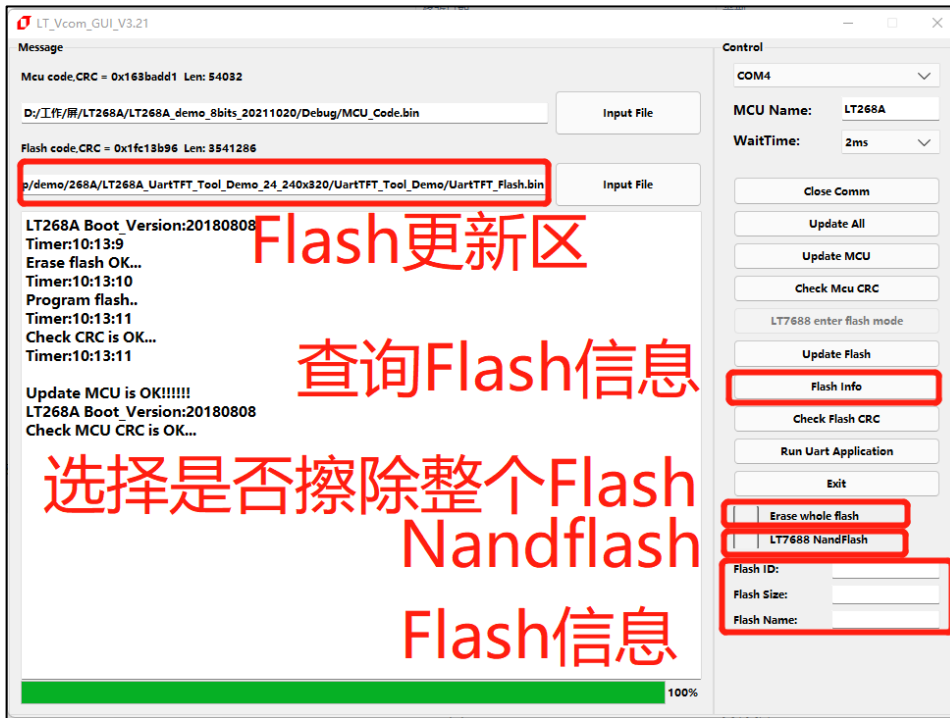 LT_Vcom_GUI_V3.21
Message
Mcu code,CRC = 0x163badd1 Len: 54032
D:/工作/屏/LT268A/LT268A_demo_8bits_20211020/Debug/MCU_Code.bin
Input File
Flash code,CRC = 0x1fc13b96 Len: 3541286
p/demo/268A/LT268A_UartTFT_Tool_Demo_24_240x320/UartTFT_Tool_Demo/UartTFT_Flash.bin
Input File
LT268A Boot_Version:20180808
Timer:10:13:9
Erase flash OK...
Timer:10:13:10
Program flash..
Timer:10:13:11
Check CRC is OK...
Timer:10:13:11
Update MCU is OK!!!!!!
LT268A Boot_Version:20180808
Check MCU CRC is OK...
Flash更新区
查询Flash信息
选择是否擦除整个Flash
Nandflash
Flash信息
100%
Control
COM4
MCU Name: LT268A
WaitTime: 2ms
Close Comm
Update All
Update MCU
Check Mcu CRC
LT7688 enter flash mode
Update Flash
Flash Info
Check Flash CRC
Run Uart Application
Exit
Erase whole flash
LT7688 NandFlash
Flash ID:
Flash Size:
Flash Name: